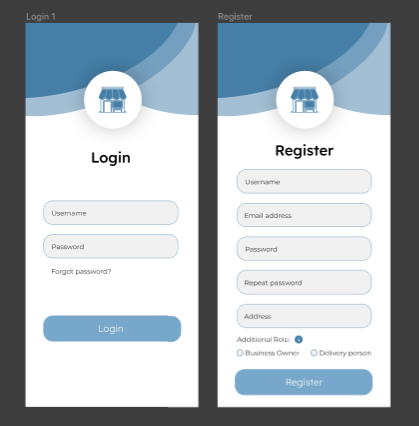 Login 1
Login
Username
Password
Forgot password?
Login
Register
Register
Username
Email address
Password
Repeat password
Address
Additional Role: i
Business Owner Delivery person
Register